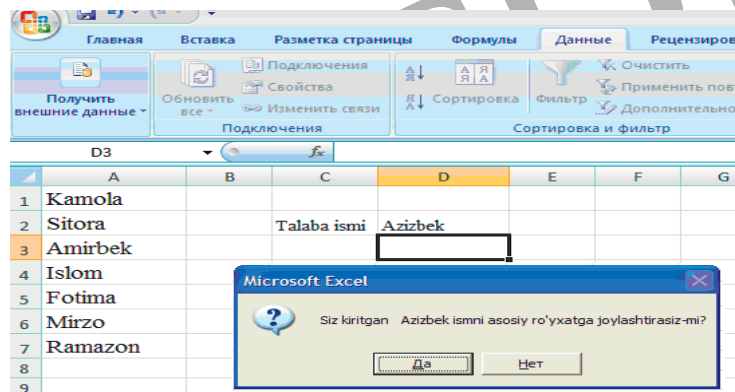 Главная Вставка Разметка страницы Формулы Данные Рецензиров
Получить внешние данные
Обновить все
Подключения
Свойства
Изменить связи
Подключения
Сортировка
Фильтр
Очистить
Применить пов
Дополнительно
Сортировка и фильтр
D3 fx
A B C D E F G
1 Kamola
2 Sitora Talaba ismi Azizbek
3 Amirbek
4 Islom
5 Fotima
6 Mirzo
7 Ramazon
8
9
Microsoft Excel
Siz kiritgan Azizbek ismni asosiy ro'yxatga joylashtirasiz-mi?
Да Нет